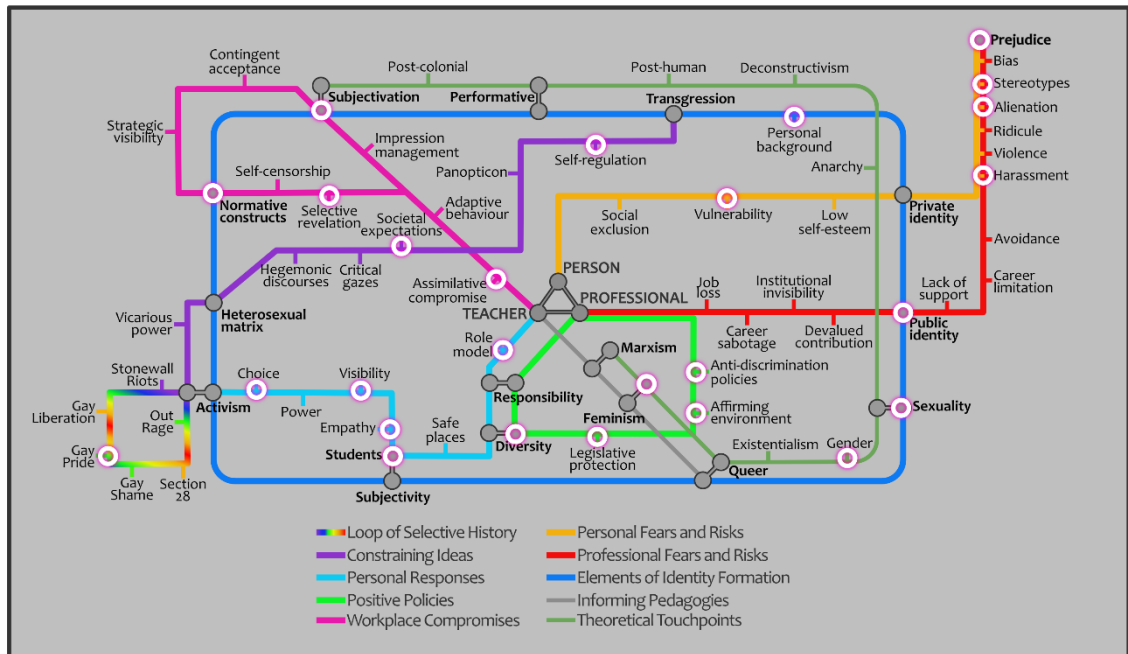 Contingent
acceptance
Post-colonial
Post-human
Deconstructivism
Prejudice
Bias
Stereotypes
Alienation
Ridicule
Violence
Harassment
Avoidance
Career
limitation
Subjectivation
Performative
Transgression
Personal
background
Strategic
visibility
Impression
management
Self-regulation
Panopticon
Anarchy
Self-censorship
Normative
constructs
Selective
revelation
Societal
expectations
Adaptive
behaviour
Social
exclusion
Vulnerability
Low
self-esteem
Private
identity
Hegemonic
discourses
Critical
gazes
Assimilative
compromise
PERSON
PROFESSIONAL
TEACHER
Job
loss
Institutional
invisibility
Lack of
support
Career
sabotage
Devalued
contribution
Public
identity
Vicarious
power
Heterosexual
matrix
Role
model
Marxism
Anti-discrimination
policies
Stonewall
Riots
Gay
Liberation
Out
Rage
Activism
Choice
Power
Visibility
Empathy
Responsibility
Feminism
Affirming
environment
Sexuality
Gay
Pride
Gay
Shame
Section
28
Students
Safe
places
Diversity
Legislative
protection
Existentialism
Gender
Queer
Subjectivity
Loop of Selective History
Constraining Ideas
Personal Responses
Positive Policies
Workplace Compromises
Personal Fears and Risks
Professional Fears and Risks
Elements of Identity Formation
Informing Pedagogies
Theoretical Touchpoints